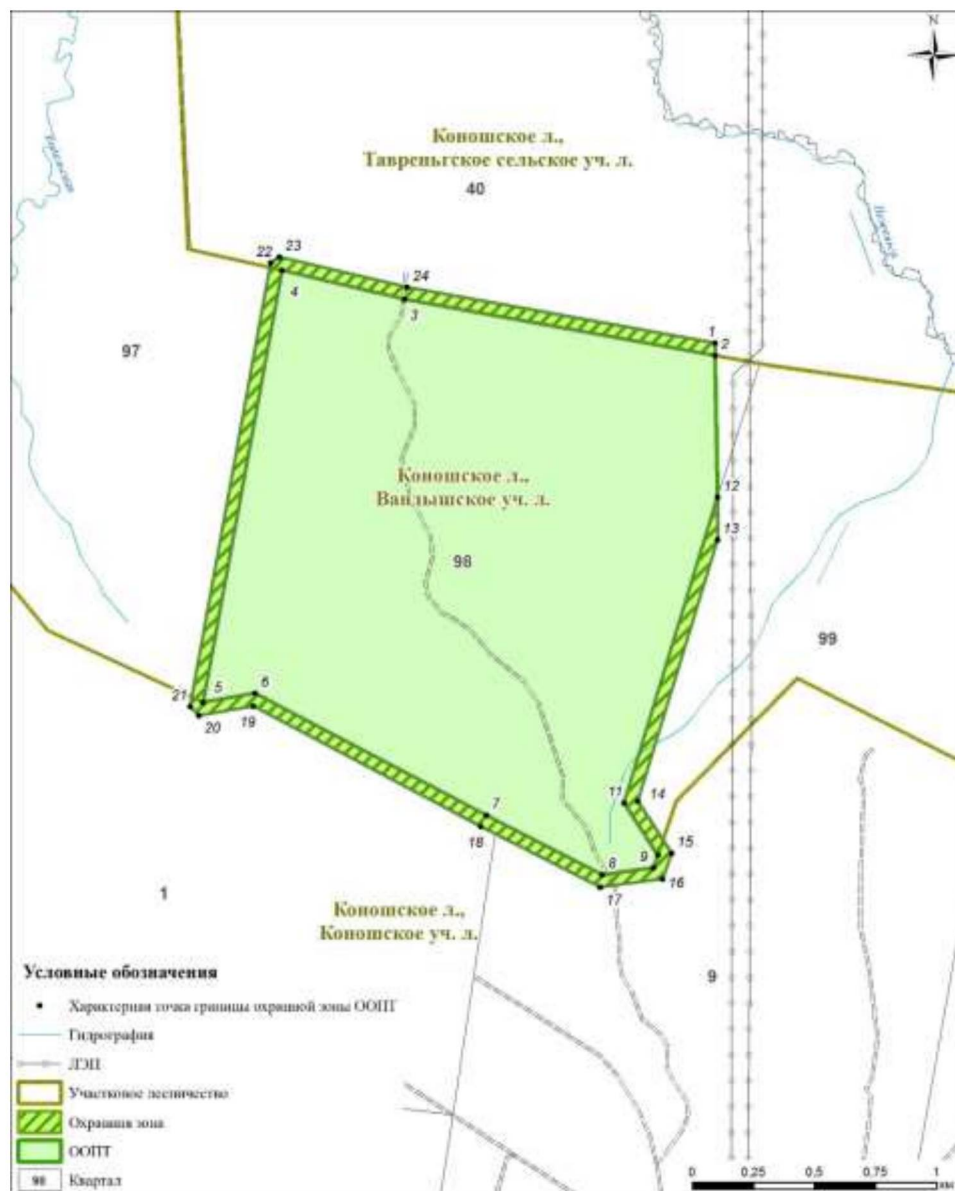 N
Коношское л.,
Тавреньгское сельское уч. л.
40
23
22
24
4
3
1
2
97
Коношское л.,
Вандышское уч. л.
12
13
98
99
5
6
21
19
20
11
14
7
18
15
9
8
16
17
1
Коношское л.,
Коношское уч. л.
9
Условные обозначения
Характерная точка границы охранной зоны ООПТ
Гидрография
ЛЭП
Участковое лесничество
Охранная зона
ООПТ
98 Квартал
0 0,25 0,5 0,75 1
км